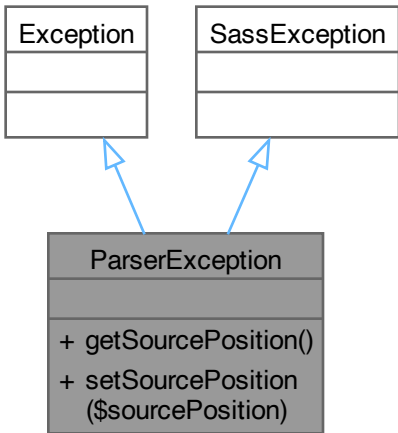 Exception
SassException
ParserException
+ getSourcePosition()
+ setSourcePosition
($sourcePosition)